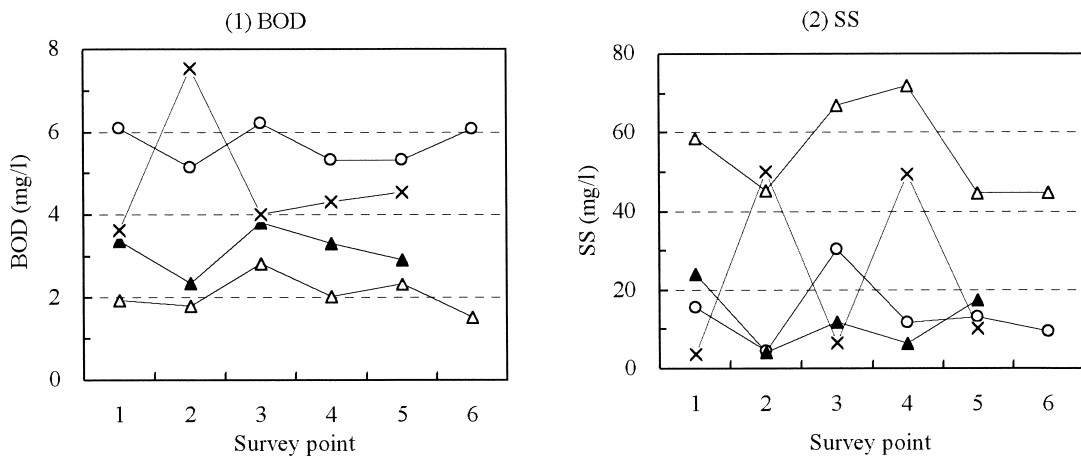 (1) BOD
8
6
4
2
0
BOD (mg/l)
1 2 3 4 5 6
Survey point
(2) SS
80
60
40
20
0
SS (mg/l)
1 2 3 4 5 6
Survey point